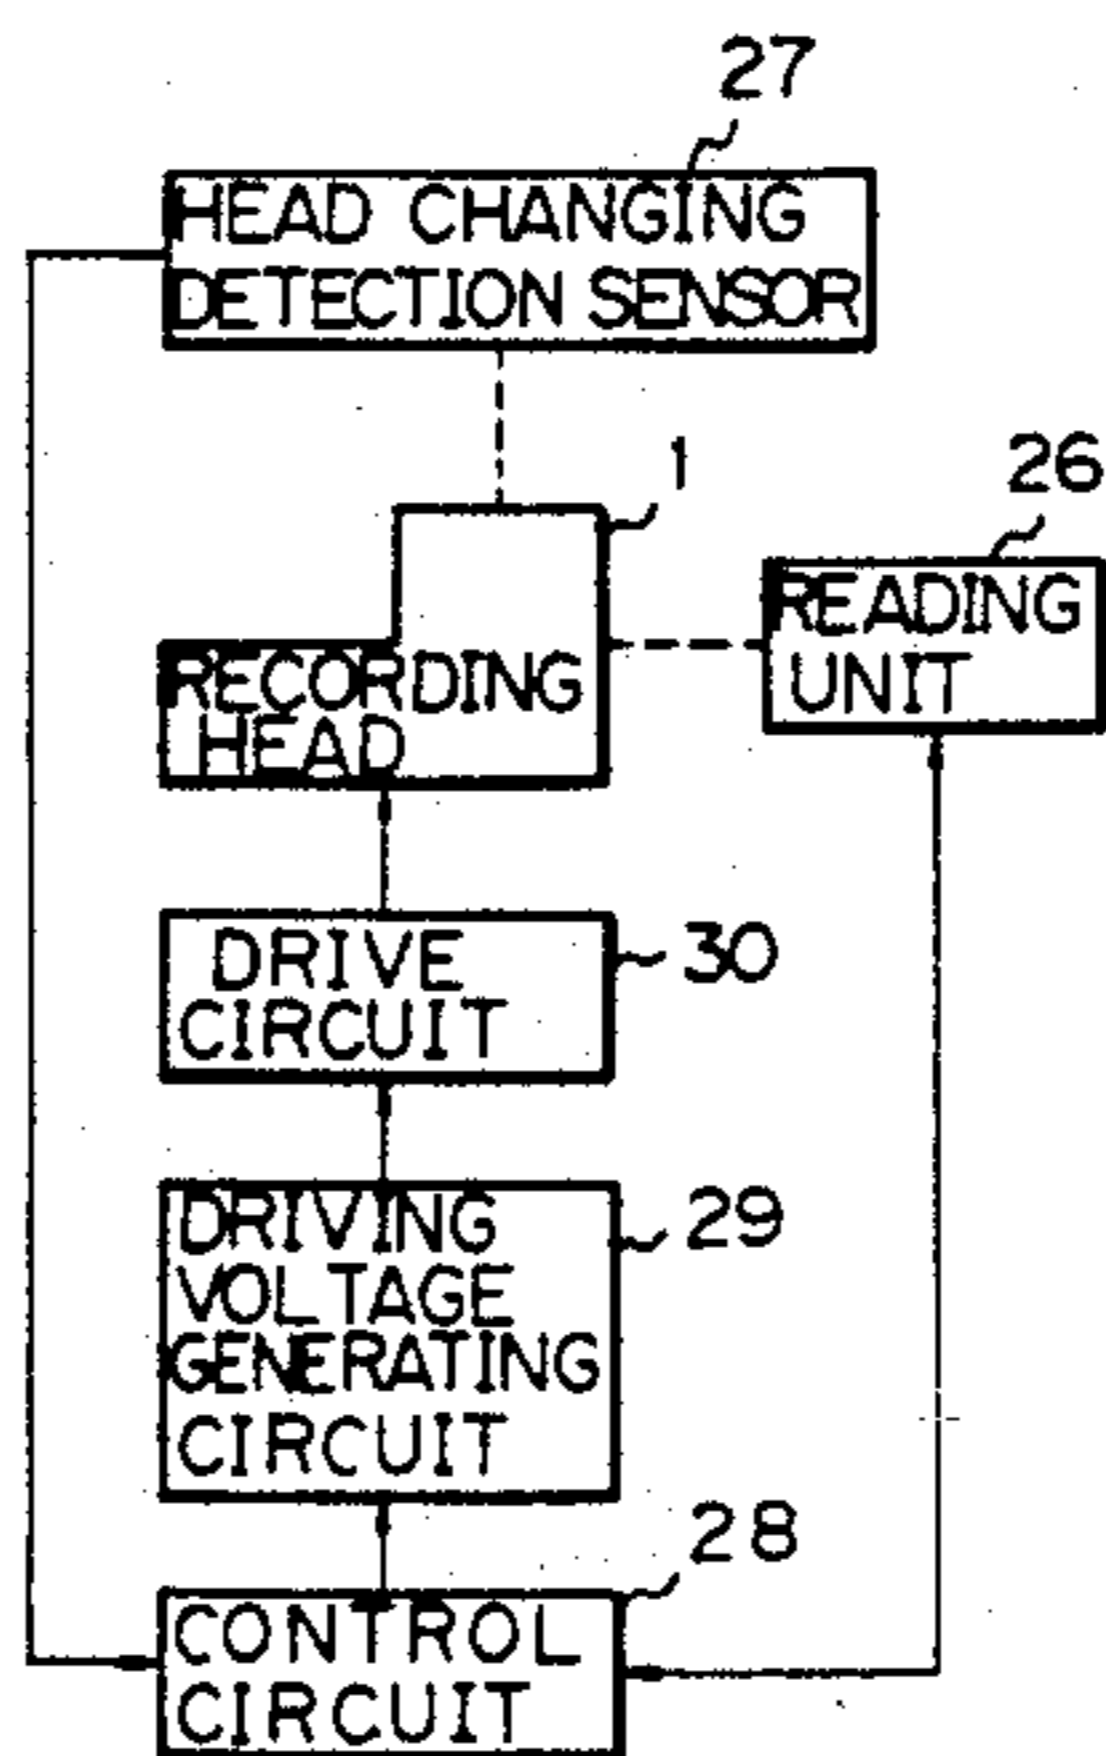 27
HEAD CHANGING
DETECTION SENSOR
1
26
READING
UNIT
RECORDING
HEAD
DRIVE
CIRCUIT
30
DRIVING
VOLTAGE
GENERATING
CIRCUIT
29
28
CONTROL
CIRCUIT